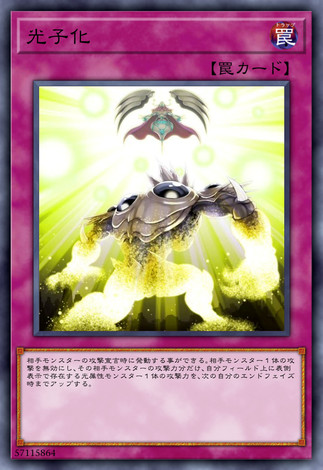 光子化
トラップ
罠
【罠カード】
相手モンスターの攻撃宣言時に発動する事ができる。相手モンスター１体の攻
撃を無効にし、その相手モンスターの攻撃力分だけ、自分フィールド上に表側
表示で存在する光属性モンスター１体の攻撃力を、次の自分のエンドフェイズ
時までアップする。
57115864